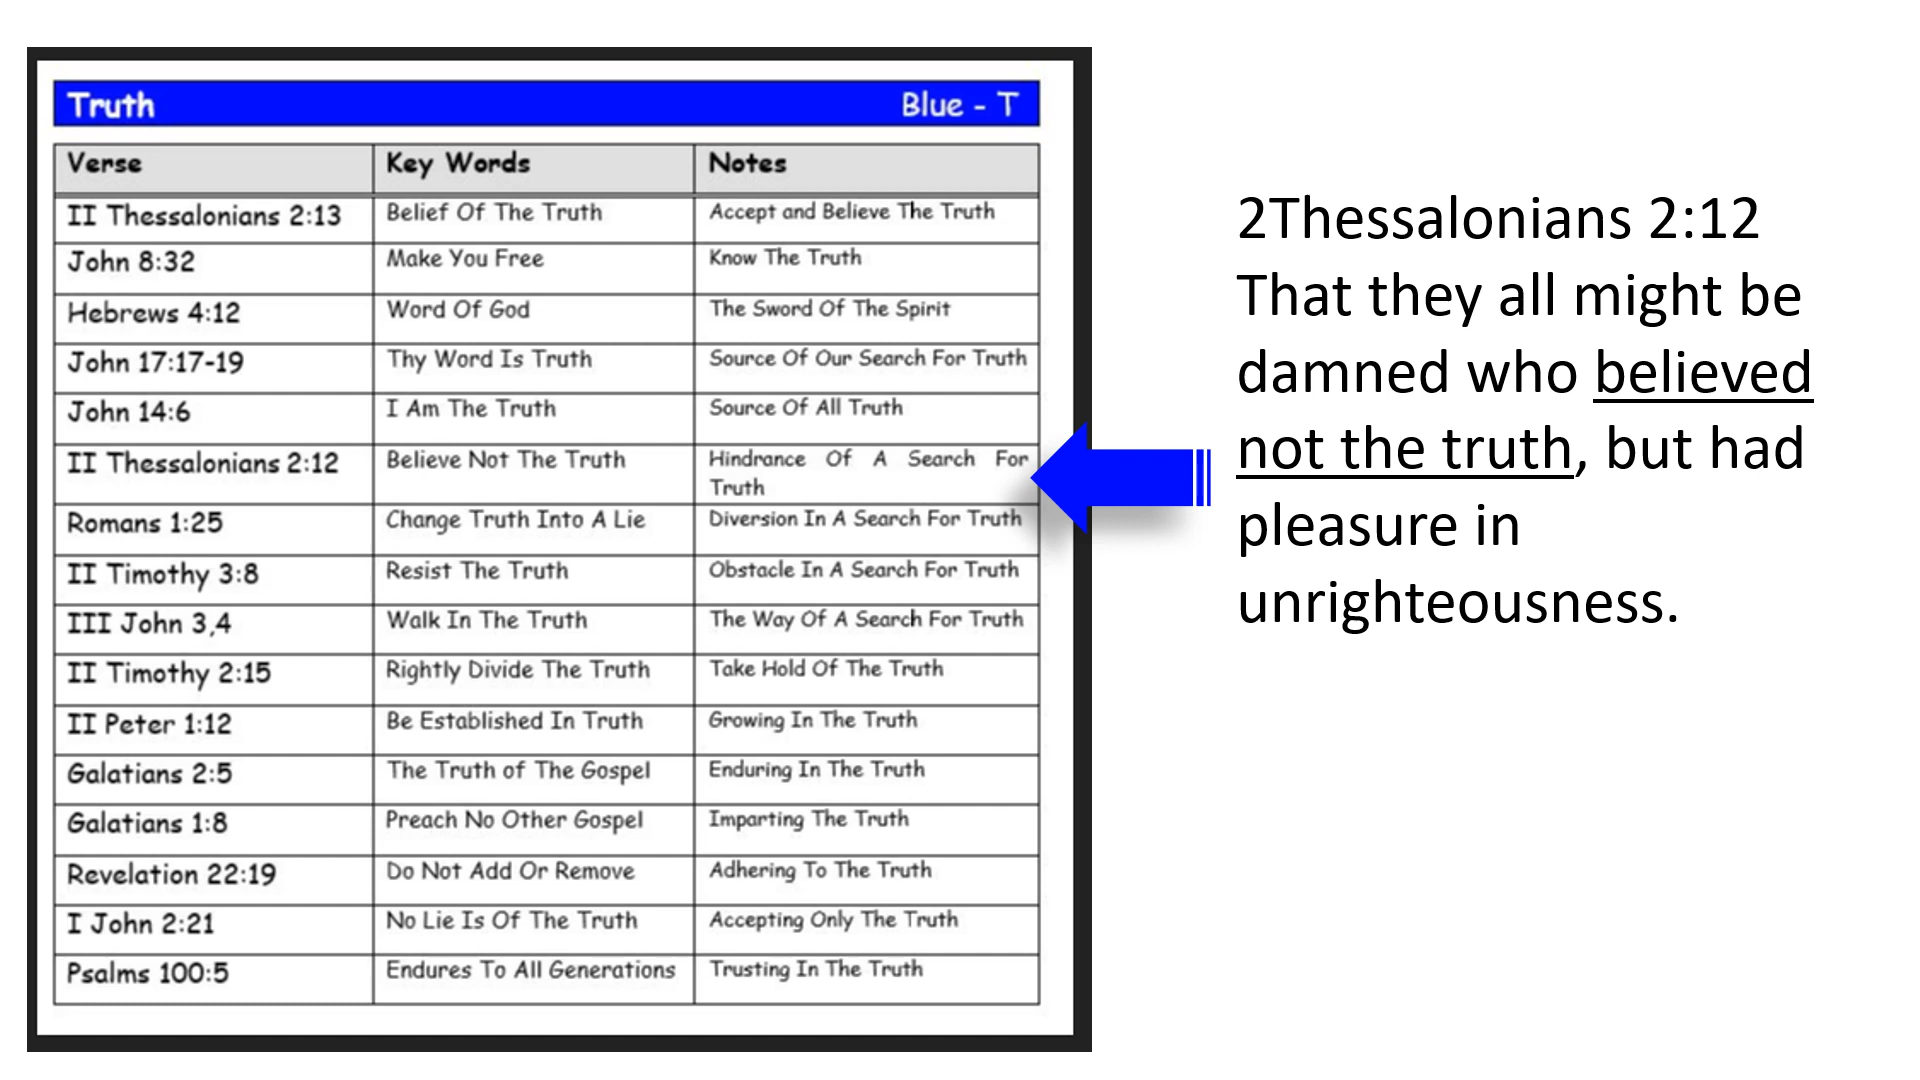 Truth Blue - T
Verse Key Words Notes
II Thessalonians 2:13 Belief Of The Truth Accept and Believe The Truth
John 8:32 Make You Free Know The Truth
Hebrews 4:12 Word Of God The Sword Of The Spirit
John 17:17-19 Thy Word Is Truth Source Of Our Search For Truth
John 14:6 I Am The Truth Source Of All Truth
II Thessalonians 2:12 Believe Not The Truth Hindrance Of A Search For
Truth
Romans 1:25 Change Truth Into A Lie Diversion In A Search For Truth
II Timothy 3:8 Resist The Truth Obstacle In A Search For Truth
III John 3,4 Walk In The Truth The Way Of A Search For Truth
II Timothy 2:15 Rightly Divide The Truth Take Hold Of The Truth
II Peter 1:12 Be Established In Truth Growing In The Truth
Galatians 2:5 The Truth of The Gospel Enduring In The Truth
Galatians 1:8 Preach No Other Gospel Imparting The Truth
Revelation 22:19 Do Not Add Or Remove Adhering To The Truth
I John 2:21 No Lie Is Of The Truth Accepting Only The Truth
Psalms 100:5 Endures To All Generations Trusting In The Truth
2Thessalonians 2:12
That they all might be
damned who believed
not the truth, but had
pleasure in
unrighteousness.